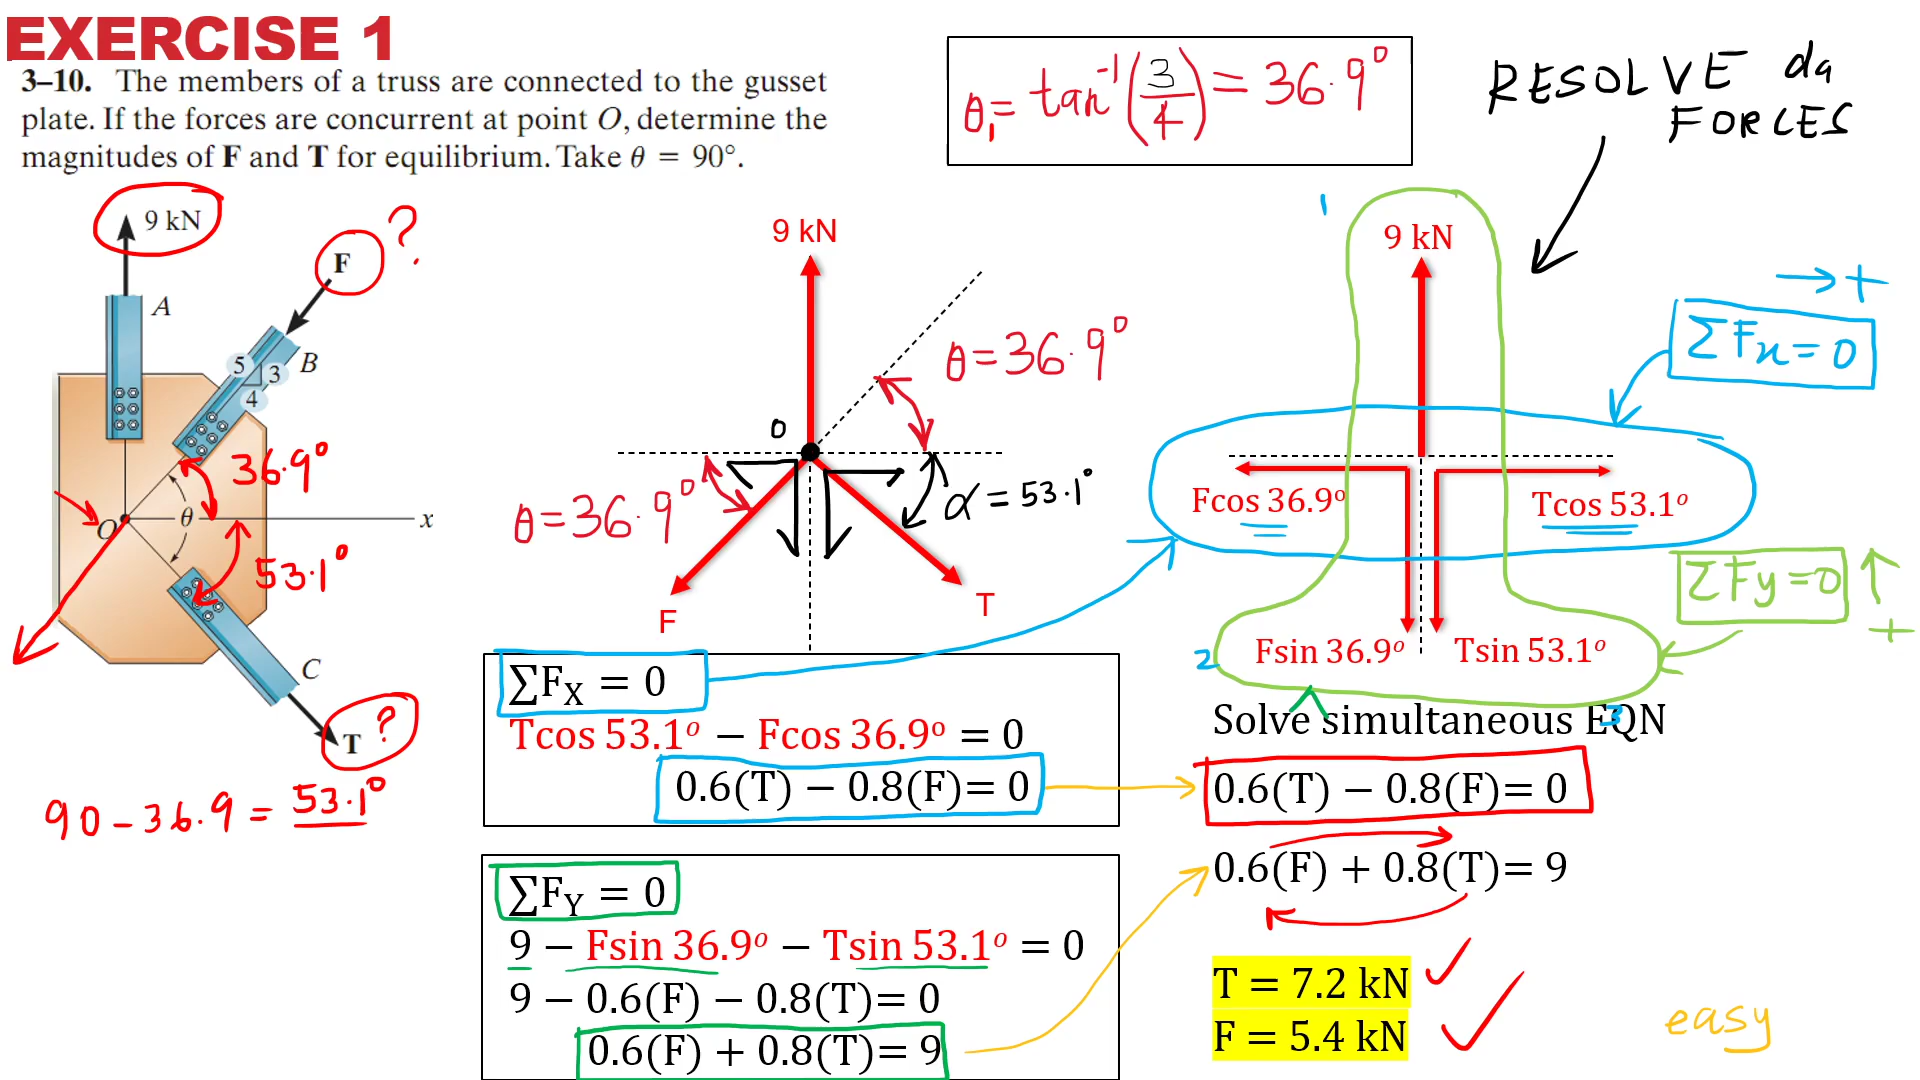 EXERCISE 1
3–10. The members of a truss are connected to the gusset
plate. If the forces are concurrent at point O, determine the
magnitudes of F and T for equilibrium. Take θ = 90°.
9 kN
F
?
A
B
5
3
4
36.9°
O
θ
x
53.1°
C
T
?
90 - 36.9 = 53.1°
θ₁= tan⁻¹(3/4) = 36.9°
RESOLVE da
FORCES
9 kN
θ=36.9°
O
θ=36.9°
α=53.1°
F
T
1
9 kN
→ +
ΣFx=0
Fcos 36.9°
Tcos 53.1°
ΣFy=0 ↑
+
2
Fsin 36.9°
Tsin 53.1°
3
∑Fx = 0
Tcos 53.1° − Fcos 36.9° = 0
0.6(T) − 0.8(F)= 0
∑FY = 0
9 − Fsin 36.9° − Tsin 53.1° = 0
9 − 0.6(F) − 0.8(T)= 0
0.6(F) + 0.8(T)= 9
Solve simultaneous EQN
0.6(T) − 0.8(F)= 0
0.6(F) + 0.8(T)= 9
T = 7.2 kN
F = 5.4 kN
easy